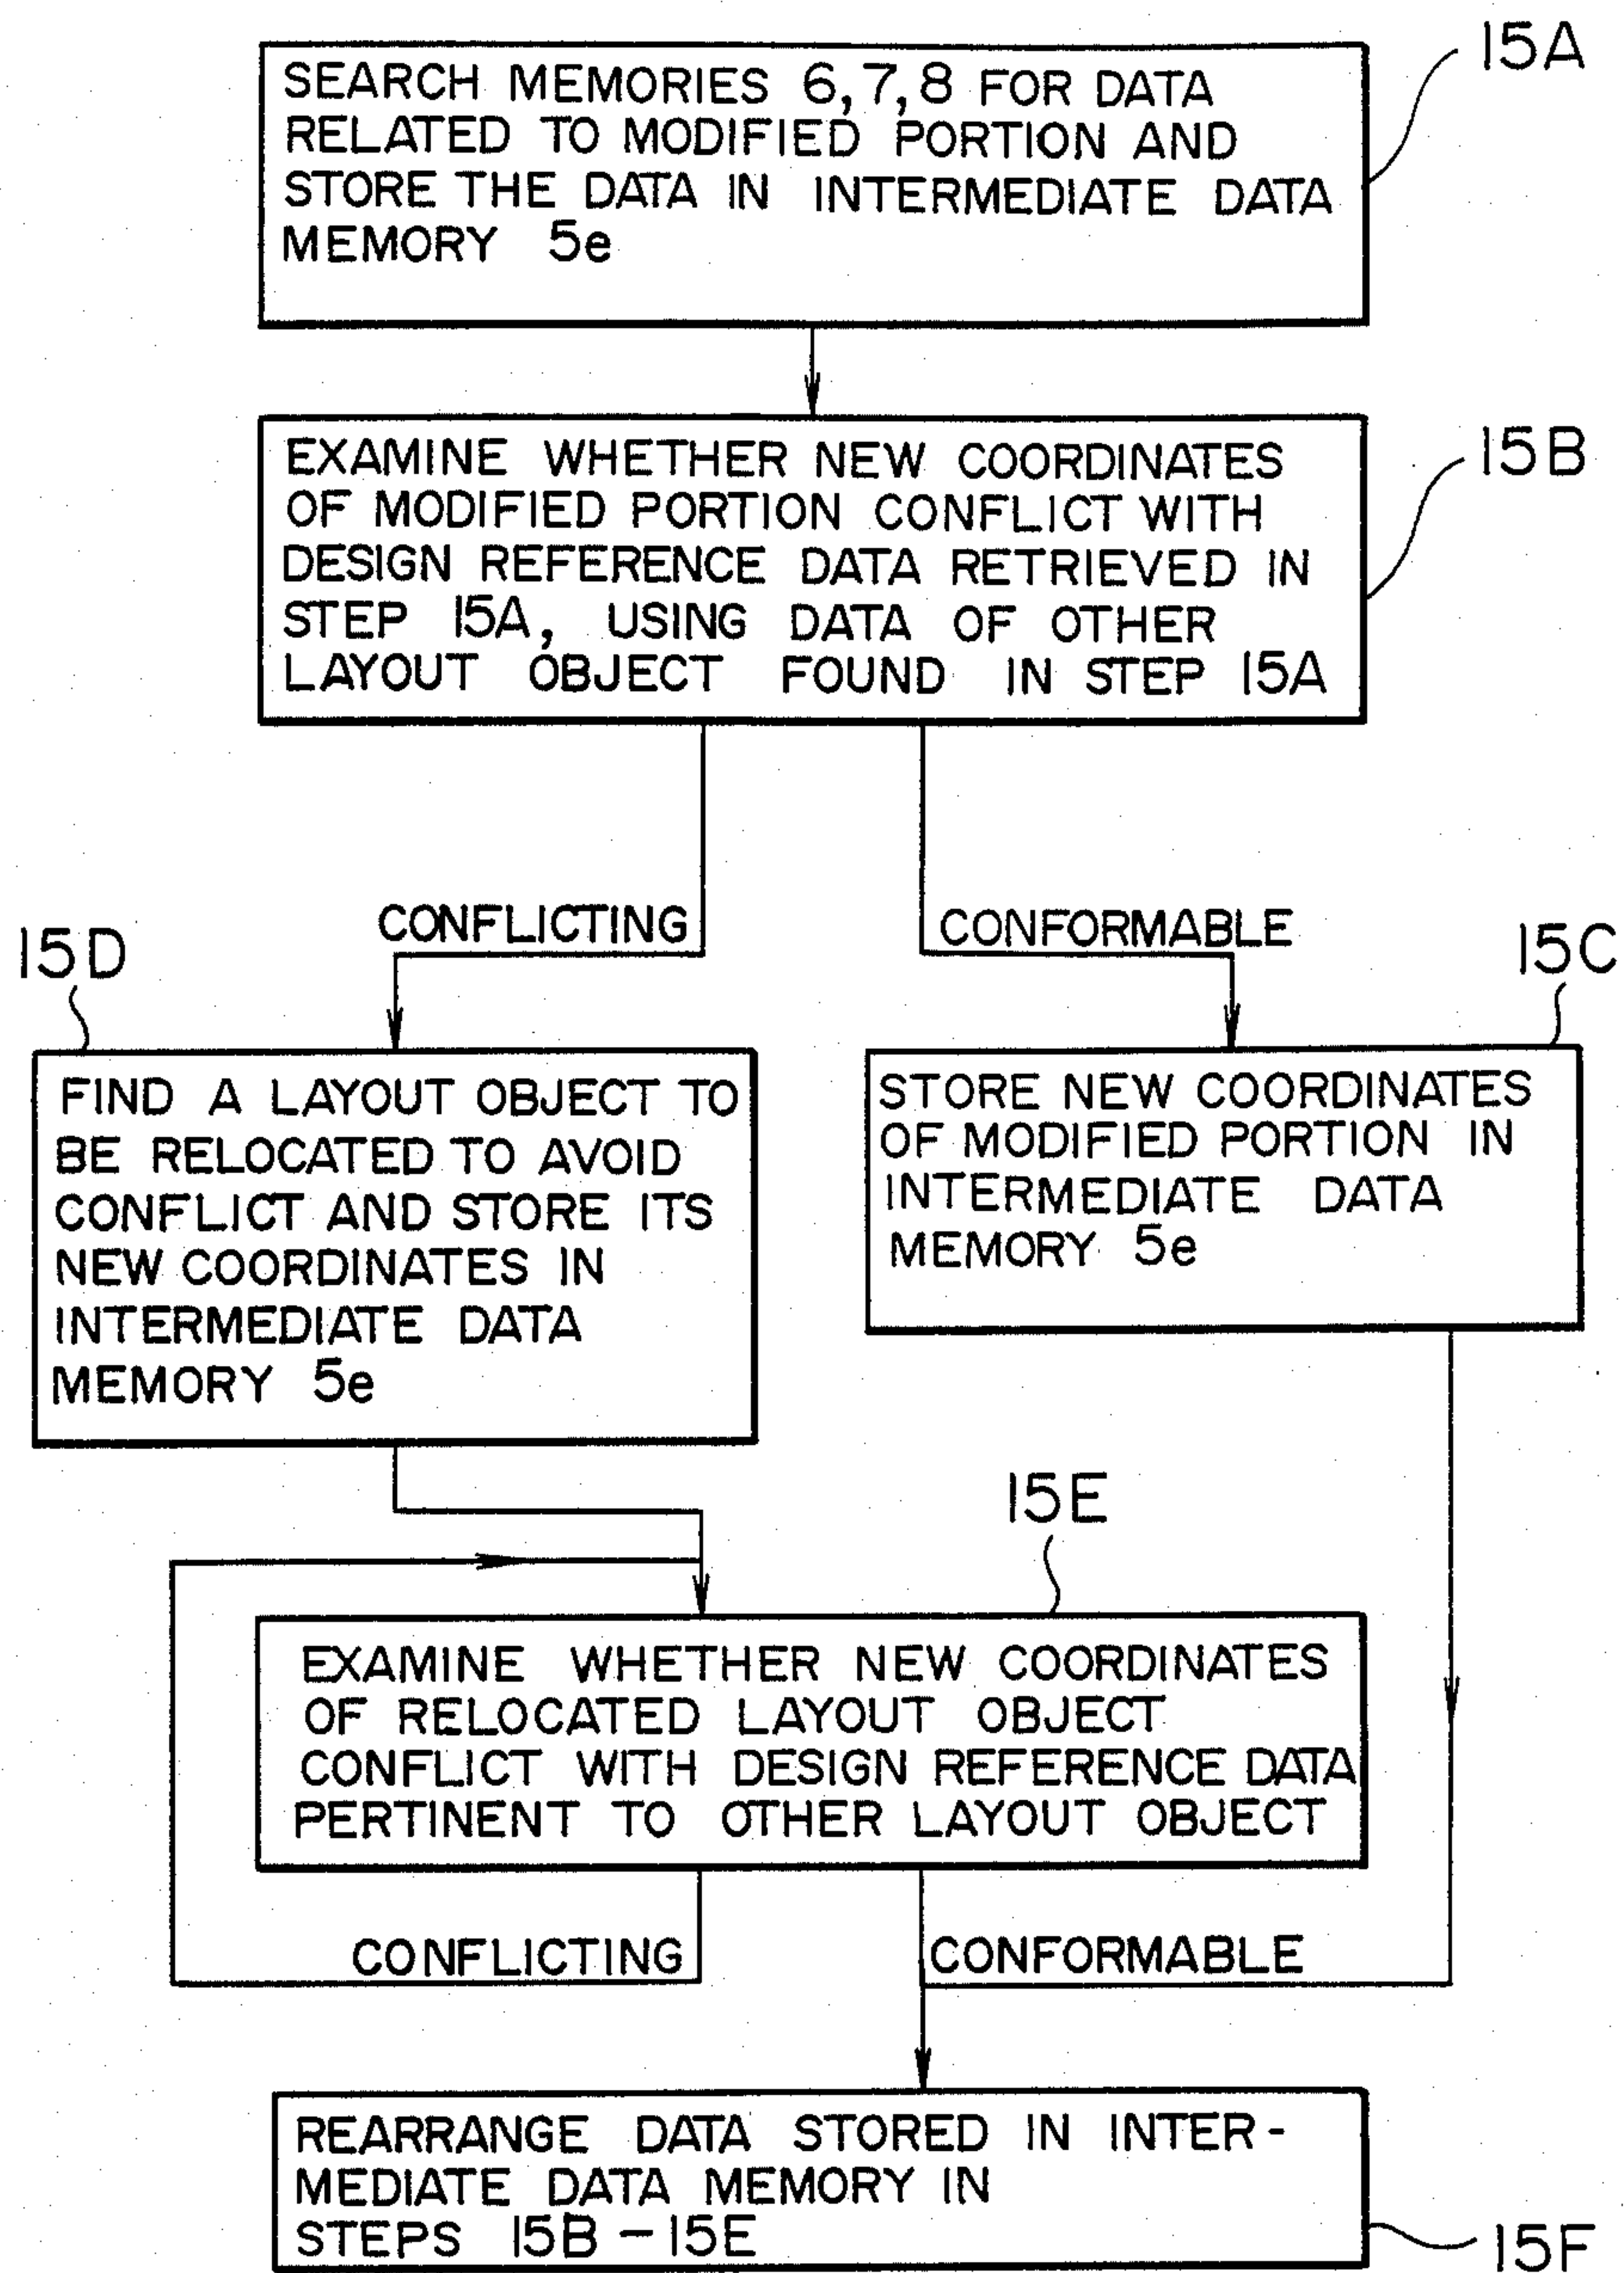 15A
SEARCH MEMORIES 6,7,8 FOR DATA
RELATED TO MODIFIED PORTION AND
STORE THE DATA IN INTERMEDIATE DATA
MEMORY 5e
15B
EXAMINE WHETHER NEW COORDINATES
OF MODIFIED PORTION CONFLICT WITH
DESIGN REFERENCE DATA RETRIEVED IN
STEP 15A, USING DATA OF OTHER
LAYOUT OBJECT FOUND IN STEP 15A
CONFLICTING
CONFORMABLE
15D
FIND A LAYOUT OBJECT TO
BE RELOCATED TO AVOID
CONFLICT AND STORE ITS
NEW COORDINATES IN
INTERMEDIATE DATA
MEMORY 5e
15C
STORE NEW COORDINATES
OF MODIFIED PORTION IN
INTERMEDIATE DATA
MEMORY 5e
15E
EXAMINE WHETHER NEW COORDINATES
OF RELOCATED LAYOUT OBJECT
CONFLICT WITH DESIGN REFERENCE DATA
PERTINENT TO OTHER LAYOUT OBJECT
CONFLICTING
CONFORMABLE
REARRANGE DATA STORED IN INTER-
MEDIATE DATA MEMORY IN
STEPS 15B - 15E
15F